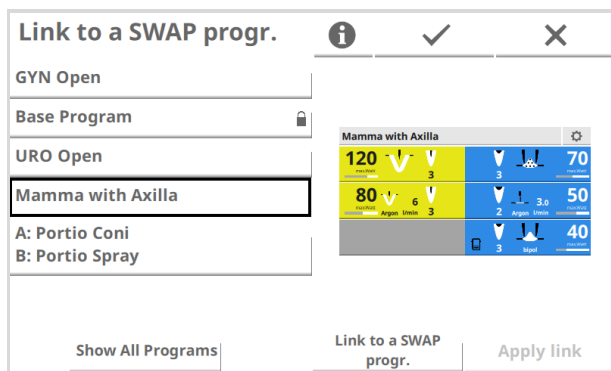 Link to a SWAP progr.
GYN Open
Base Program
URO Open
Mamma with Axilla
A: Portio Coni
B: Portio Spray
Show All Programs
Mamma with Axilla
120 3 3 70
max.Watt max.Watt
80 6 3 2 3.0 50
max.Watt Argon l/min Argon l/min max.Watt
3 bipol 40
max.Watt
Link to a SWAP
progr.
Apply link